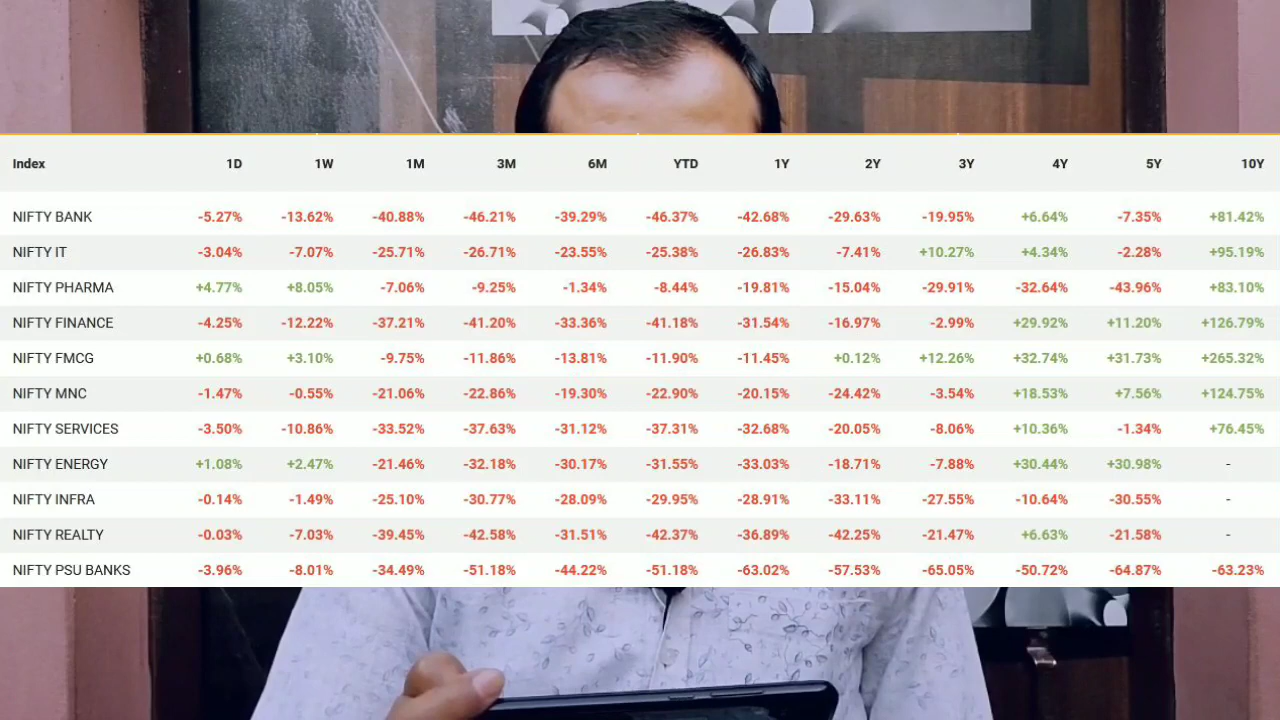 Index 1D 1W 1M 3M 6M YTD 1Y 2Y 3Y 4Y 5Y 10Y
NIFTY BANK -5.27% -13.62% -40.88% -46.21% -39.29% -46.37% -42.68% -29.63% -19.95% +6.64% -7.35% +81.42%
NIFTY IT -3.04% -7.07% -25.71% -26.71% -23.55% -25.38% -26.83% -7.41% +10.27% +4.34% -2.28% +95.19%
NIFTY PHARMA +4.77% +8.05% -7.06% -9.25% -1.34% -8.44% -19.81% -15.04% -29.91% -32.64% -43.96% +83.10%
NIFTY FINANCE -4.25% -12.22% -37.21% -41.20% -33.36% -41.18% -31.54% -16.97% -2.99% +29.92% +11.20% +126.79%
NIFTY FMCG +0.68% +3.10% -9.75% -11.86% -13.81% -11.90% -11.45% +0.12% +12.26% +32.74% +31.73% +265.32%
NIFTY MNC -1.47% -0.55% -21.06% -22.86% -19.30% -22.90% -20.15% -24.42% -3.54% +18.53% +7.56% +124.75%
NIFTY SERVICES -3.50% -10.86% -33.52% -37.63% -31.12% -37.31% -32.68% -20.05% -8.06% +10.36% -1.34% +76.45%
NIFTY ENERGY +1.08% +2.47% -21.46% -32.18% -30.17% -31.55% -33.03% -18.71% -7.88% +30.44% +30.98% -
NIFTY INFRA -0.14% -1.49% -25.10% -30.77% -28.09% -29.95% -28.91% -33.11% -27.55% -10.64% -30.55% -
NIFTY REALTY -0.03% -7.03% -39.45% -42.58% -31.51% -42.37% -36.89% -42.25% -21.47% +6.63% -21.58% -
NIFTY PSU BANKS -3.96% -8.01% -34.49% -51.18% -44.22% -51.18% -63.02% -57.53% -65.05% -50.72% -64.87% -63.23%